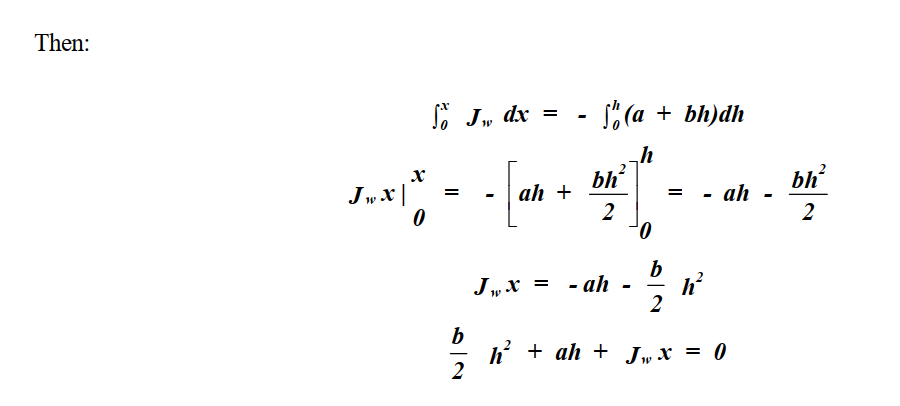 Then:
∫₀ˣ J_w dx = - ∫₀ʰ (a + bh)dh
J_w x |₀ˣ = - [ah + bh²/2]₀ʰ = - ah - bh²/2
J_w x = - ah - b/2 h²
b/2 h² + ah + J_w x = 0